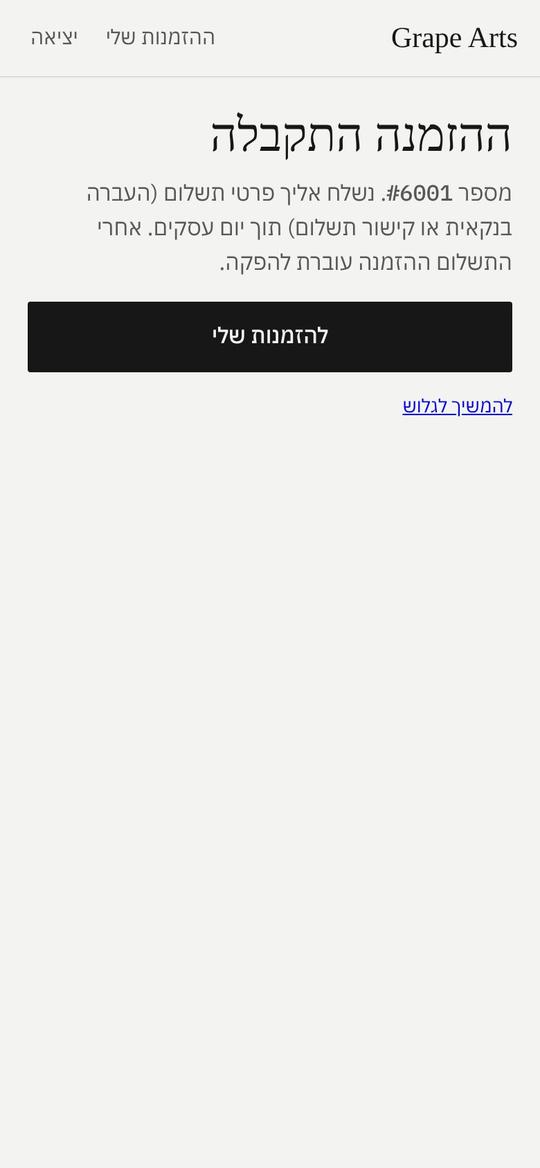 Grape Arts
ההזמנות שלי
יציאה
ההזמנה התקבלה
מספר #6001. נשלח אליך פרטי תשלום (העברה
בנקאית או קישור תשלום) תוך יום עסקים. אחרי
התשלום ההזמנה עוברת להפקה.
להזמנות שלי
להמשיך לגלוש